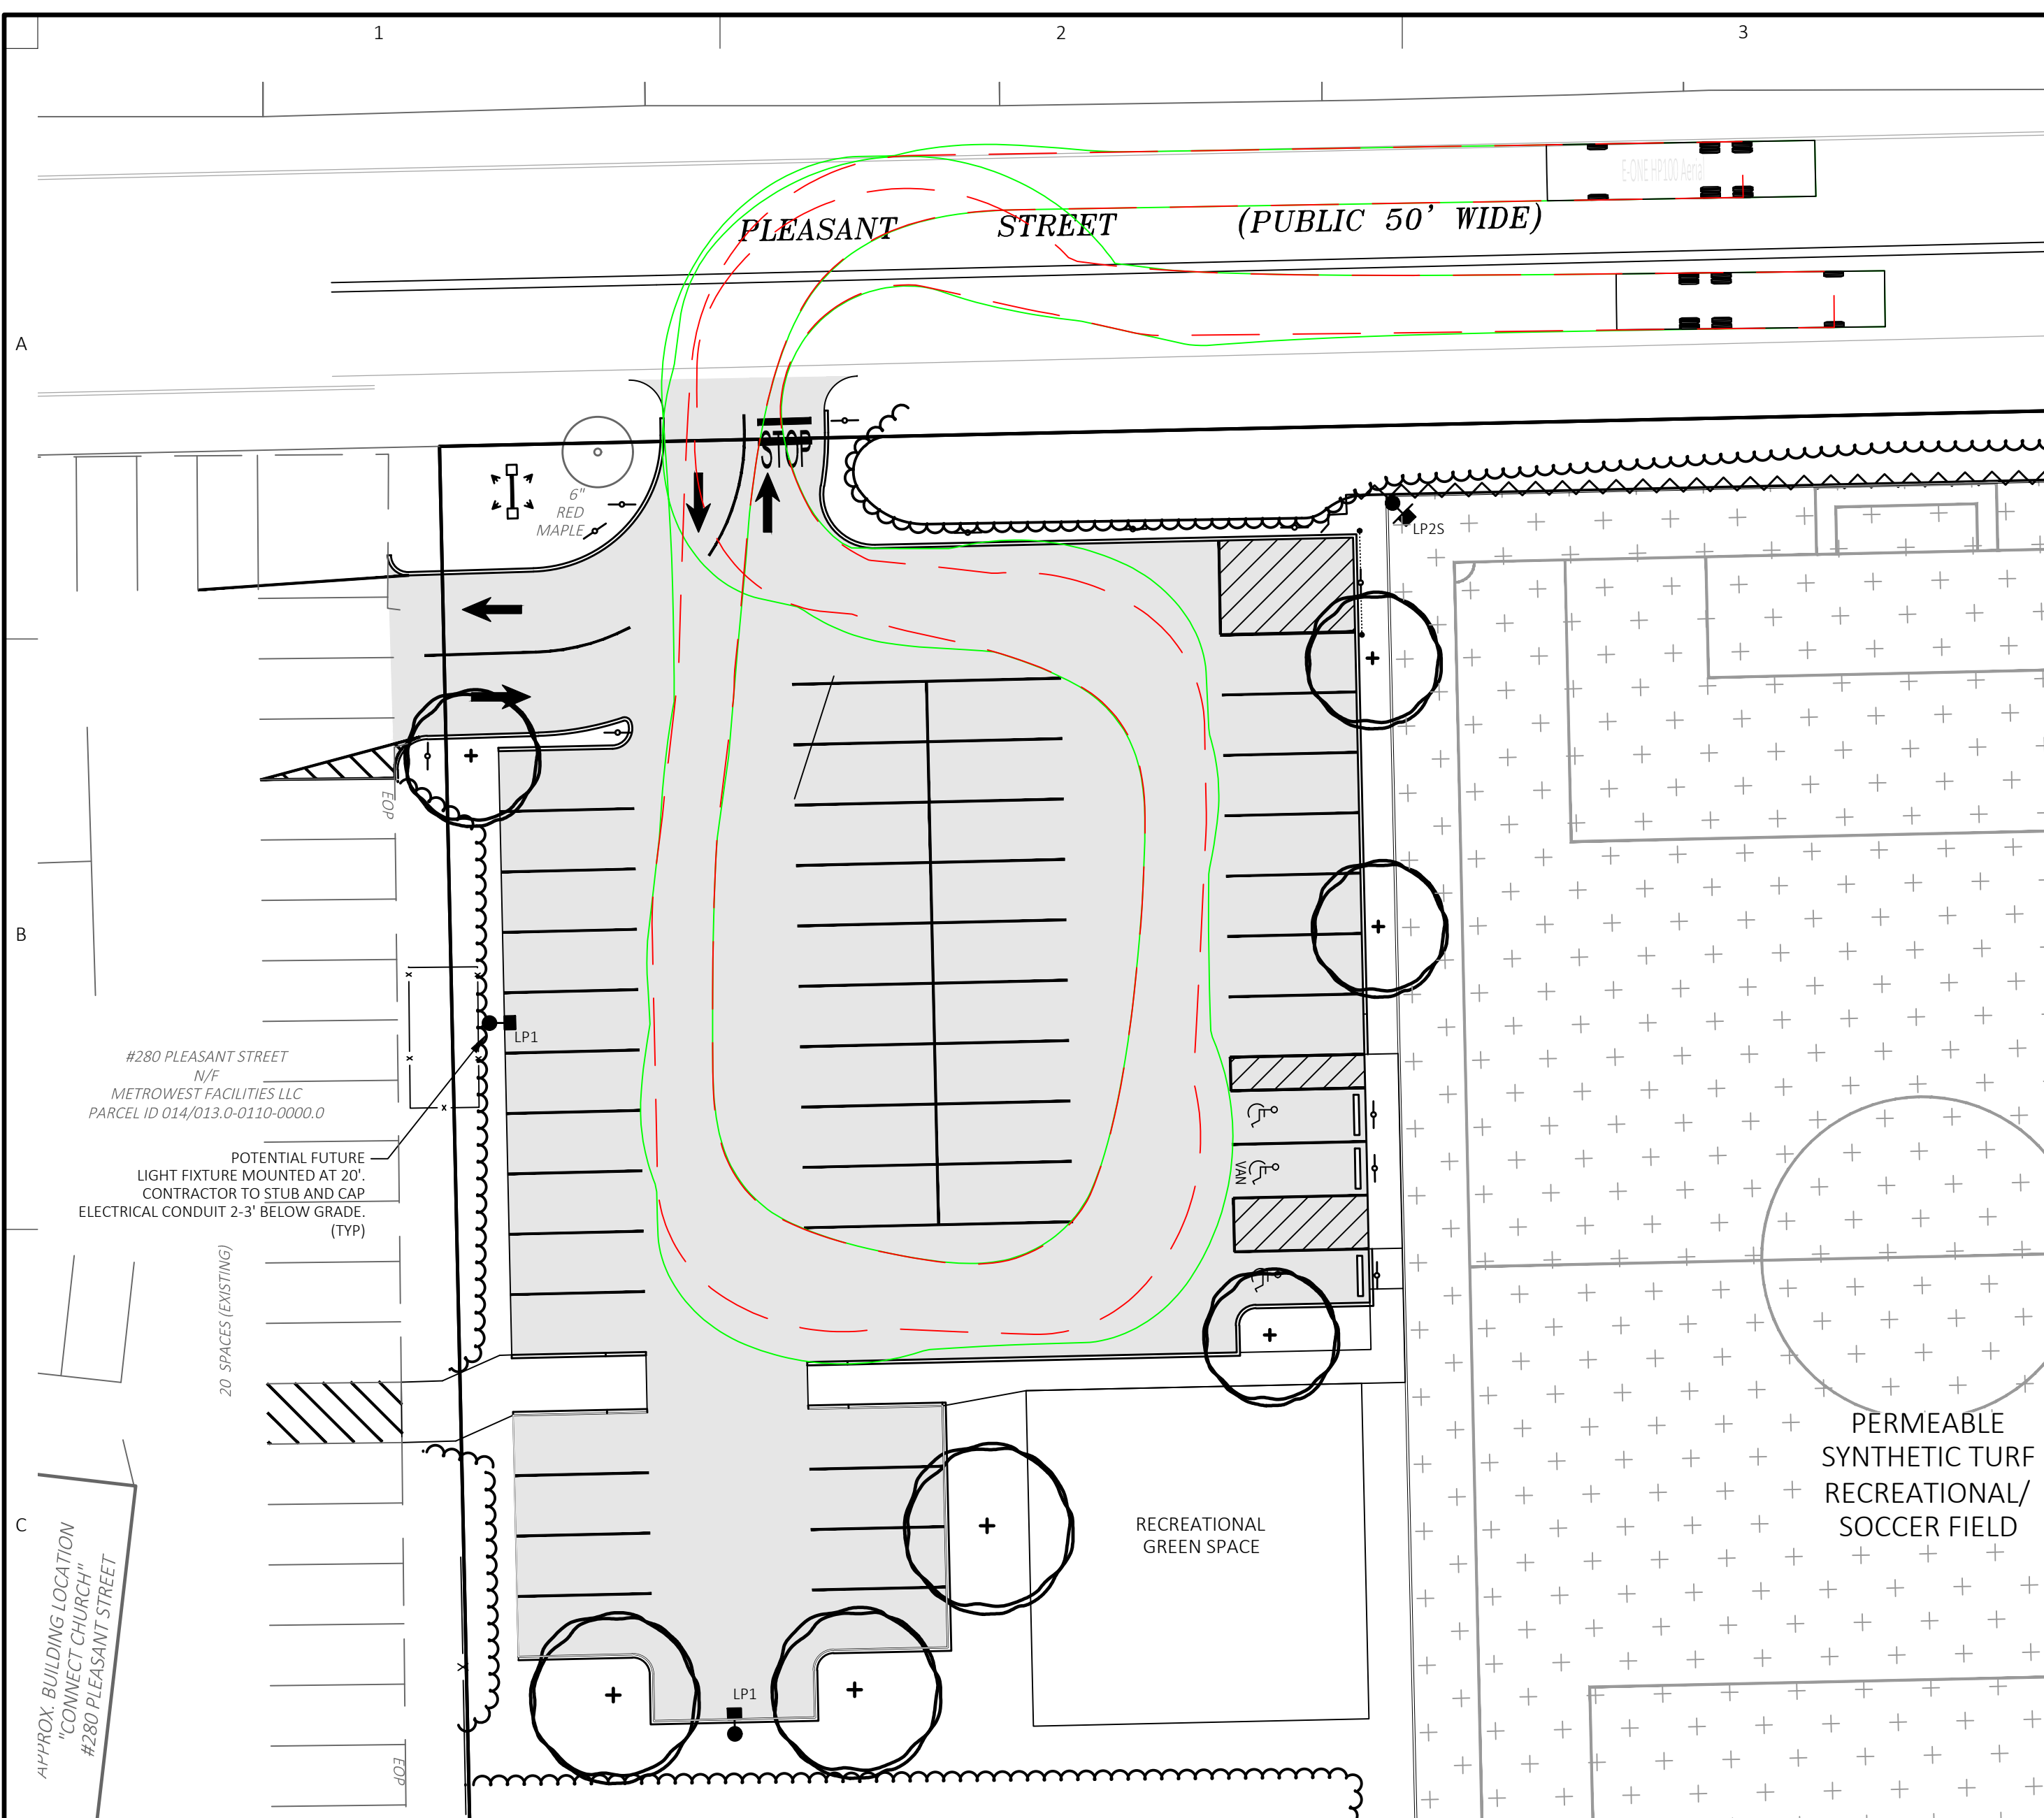 1
2
3
E-ONE HP100 Aerial
PLEASANT STREET (PUBLIC 50' WIDE)
A
STOP
6"
RED
MAPLE
LP2S
EOP
B
LP1
#280 PLEASANT STREET
N/F
METROWEST FACILITIES LLC
PARCEL ID 014/013.0-0110-0000.0
POTENTIAL FUTURE
LIGHT FIXTURE MOUNTED AT 20'.
CONTRACTOR TO STUB AND CAP
ELECTRICAL CONDUIT 2-3' BELOW GRADE.
(TYP)
VAN
20 SPACES (EXISTING)
PERMEABLE
SYNTHETIC TURF
RECREATIONAL/
SOCCER FIELD
C
RECREATIONAL
GREEN SPACE
APPROX. BUILDING LOCATION
"CONNECT CHURCH"
#280 PLEASANT STREET
LP1
EOP